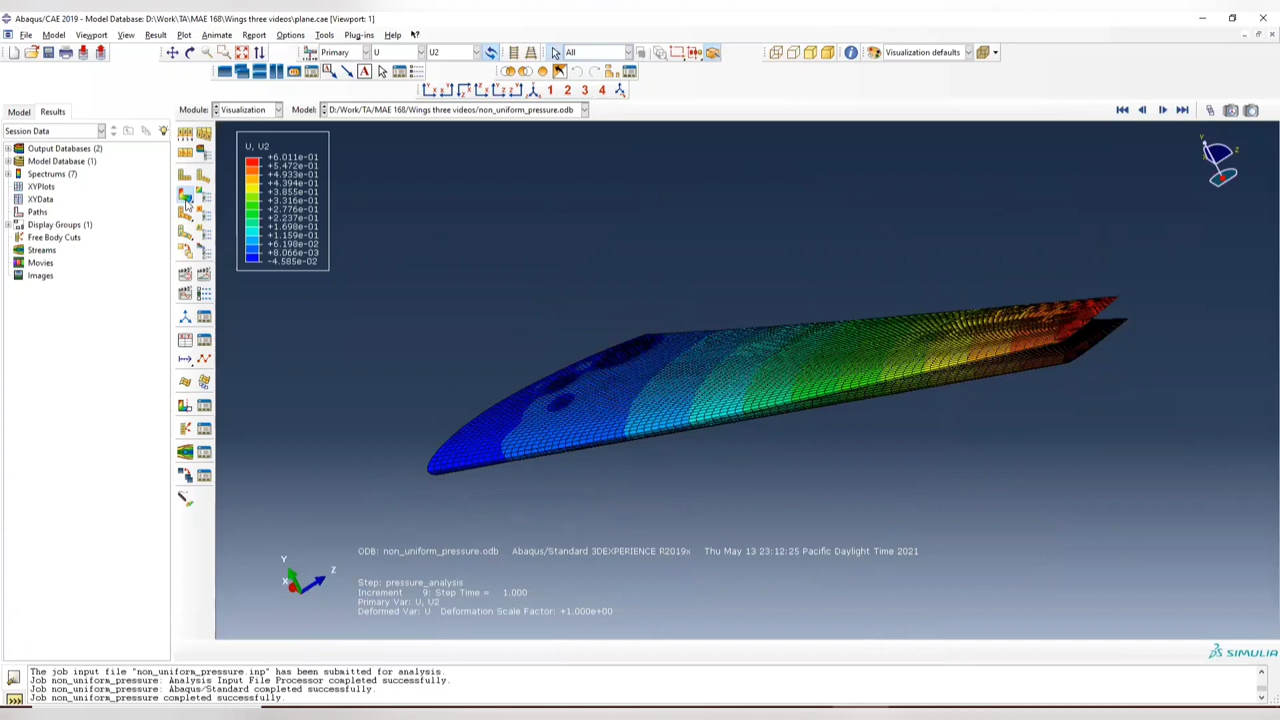 Abaqus/CAE 2019 - Model Database: D:\Work\TA\MAE 168\Wings three videos\plane.cae [Viewport: 1]
File Model Viewport View Result Plot Animate Report Options Tools Plug-ins Help
Primary U U2 All Visualization defaults
1 2 3 4
Model Results Module: Visualization Model: D:/Work/TA/MAE 168/Wings three videos/non_uniform_pressure.odb
Session Data
Output Databases (2)
Model Database (1)
Spectrums (7)
XYPlots
XYData
Paths
Display Groups (1)
Free Body Cuts
Streams
Movies
Images
U, U2
+6.011e-01
+5.472e-01
+4.933e-01
+4.394e-01
+3.855e-01
+3.316e-01
+2.776e-01
+2.237e-01
+1.698e-01
+1.159e-01
+6.198e-02
+8.066e-03
-4.585e-02
Y
Z
Y
Z
X
ODB: non_uniform_pressure.odb Abaqus/Standard 3DEXPERIENCE R2019x Thu May 13 23:12:25 Pacific Daylight Time 2021
Step: pressure_analysis
Increment 9: Step Time = 1.000
Primary Var: U, U2
Deformed Var: U Deformation Scale Factor: +1.000e+00
SIMULIA
The job input file "non_uniform_pressure.inp" has been submitted for analysis.
Job non_uniform_pressure: Analysis Input File Processor completed successfully.
Job non_uniform_pressure: Abaqus/Standard completed successfully.
Job non_uniform_pressure completed successfully.